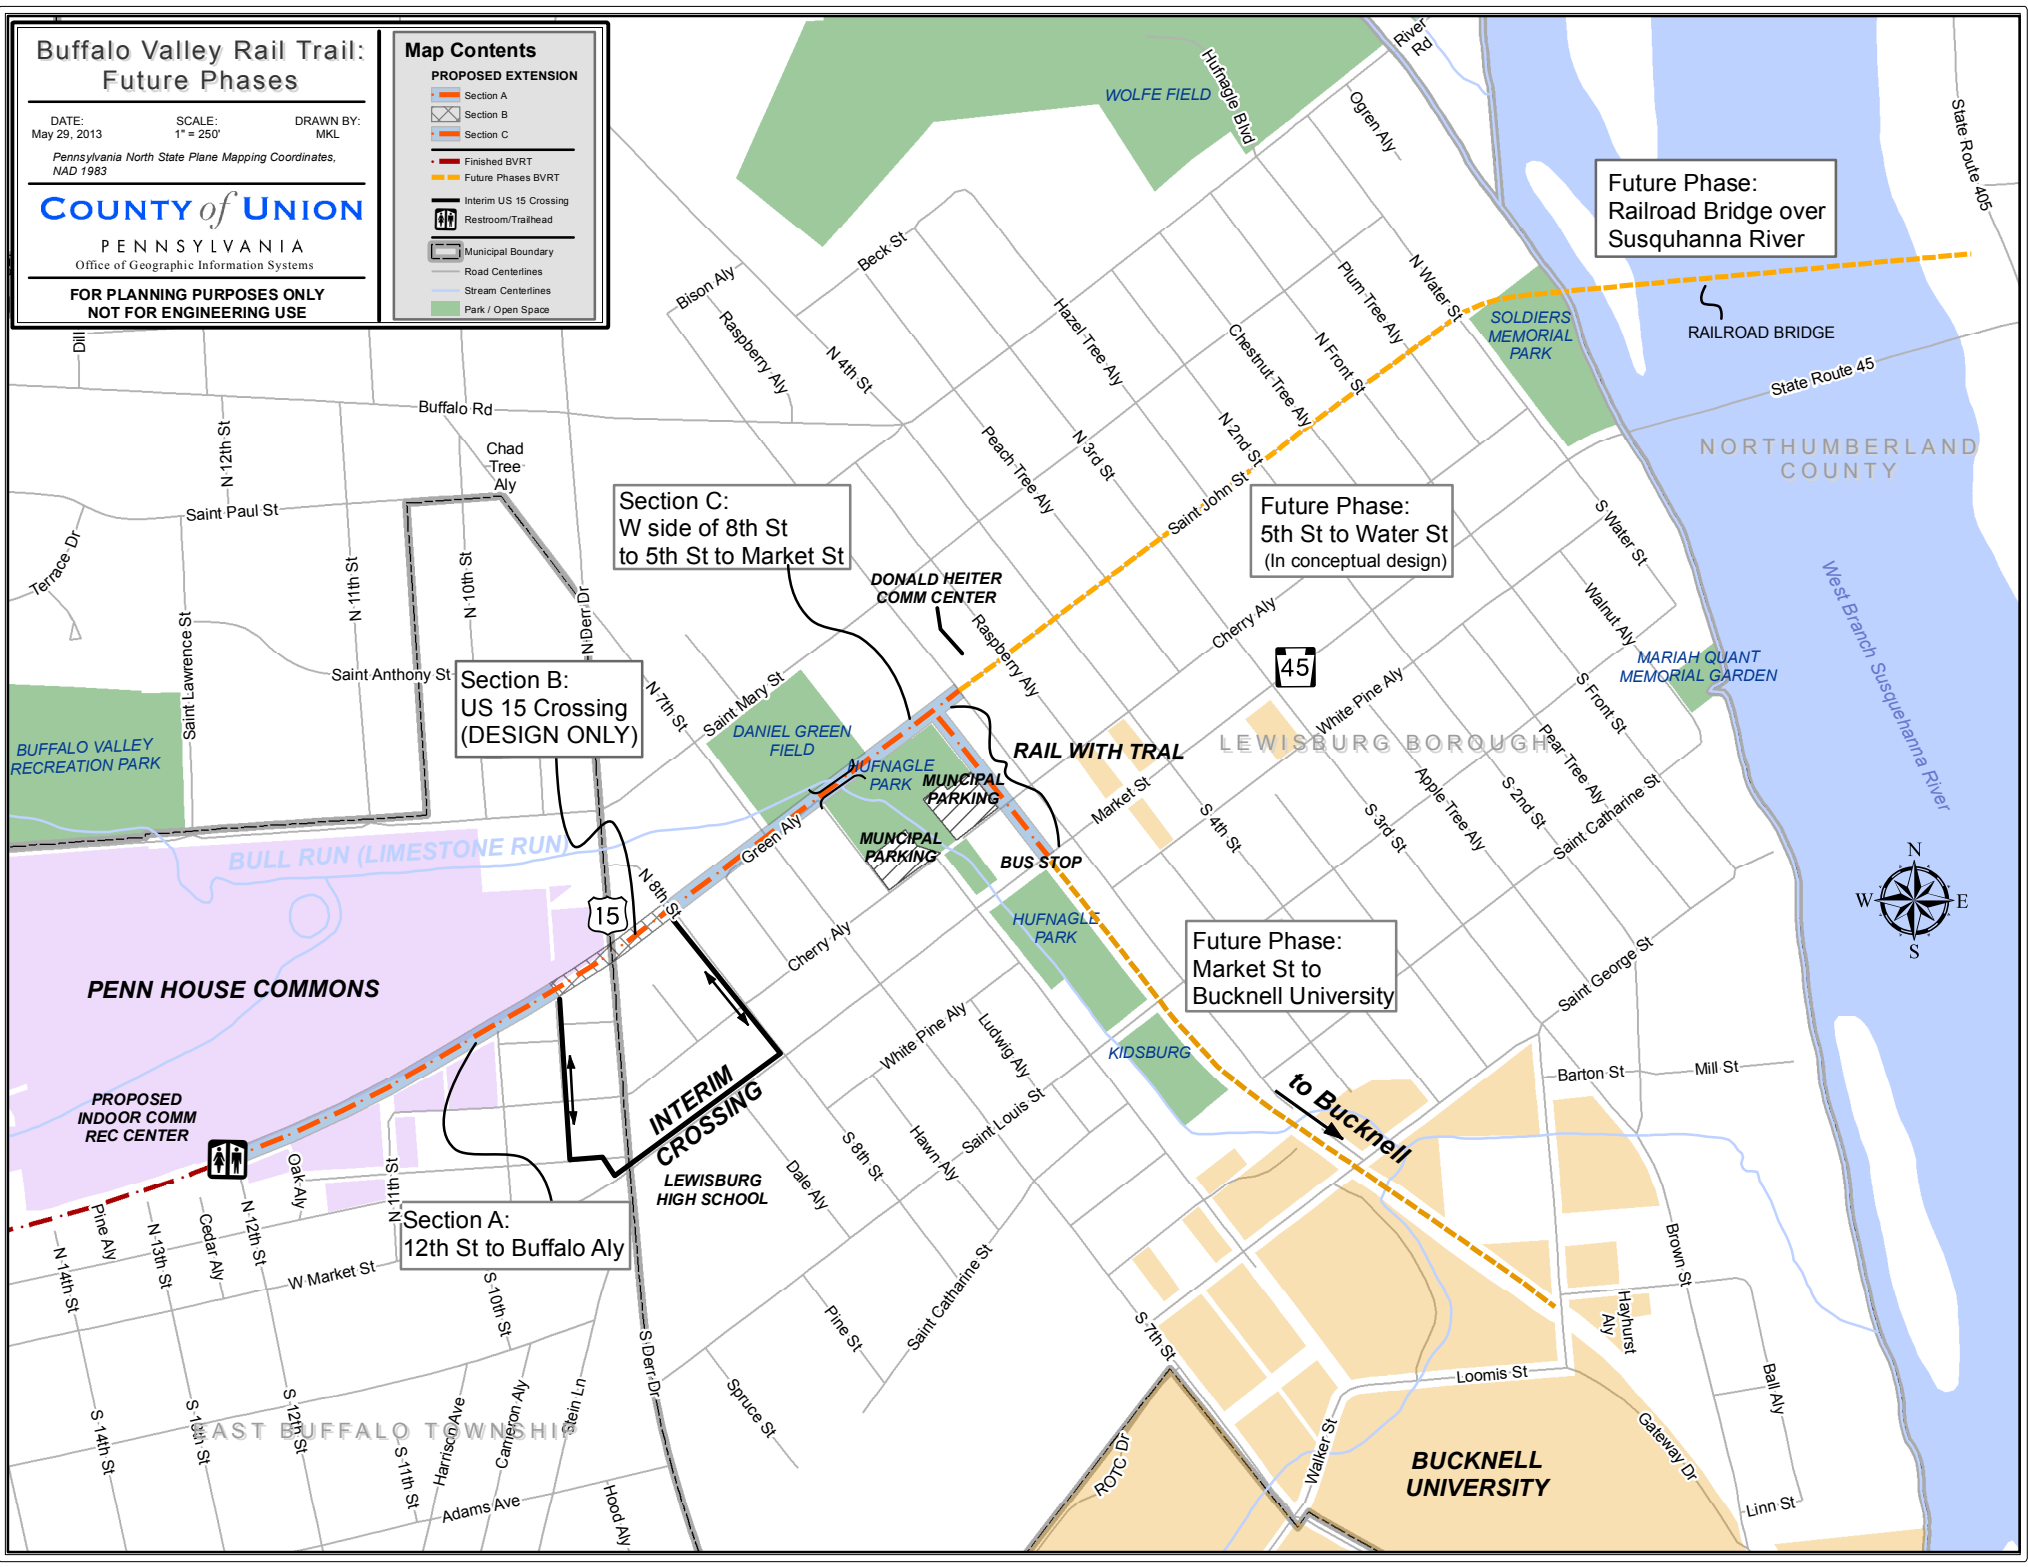 Buffalo Valley Rail Trail:
Future Phases
DATE:
May 29, 2013
SCALE:
1" = 250'
DRAWN BY:
MKL
Pennsylvania North State Plane Mapping Coordinates,
NAD 1983
COUNTY of UNION
PENNSYLVANIA
Office of Geographic Information Systems
FOR PLANNING PURPOSES ONLY
NOT FOR ENGINEERING USE
Map Contents
PROPOSED EXTENSION
Section A
Section B
Section C
Finished BVRT
Future Phases BVRT
Interim US 15 Crossing
Restroom/Trailhead
Municipal Boundary
Road Centerlines
Stream Centerlines
Park / Open Space
River
Rd
Hufnagle Blvd
WOLFE FIELD
Ogren Aly
State Route 405
Future Phase:
Railroad Bridge over
Susquhanna River
Beck St
Bison Aly
Raspberry Aly
N 4th St
Hazel Tree Aly
Plum Tree Aly
N Water St
Chestnut Tree Aly
N Front St
SOLDIERS
MEMORIAL
PARK
RAILROAD BRIDGE
State Route 45
Dill
Buffalo Rd
N 12th St
Chad
Tree
Aly
Peach Tree Aly
N 3rd St
N 2nd St
NORTHUMBERLAND
COUNTY
Saint Paul St
Terrace Dr
Section C:
W side of 8th St
to 5th St to Market St
Saint John St
Future Phase:
5th St to Water St
(In conceptual design)
S Water St
N 11th St
N 10th St
N Derr Dr
DONALD HEITER
COMM CENTER
Raspberry Aly
Cherry Aly
Walnut Aly
West Branch Susquehanna River
Saint Lawrence St
Saint Anthony St
Section B:
US 15 Crossing
(DESIGN ONLY)
N 7th St
Saint Mary St
45
White Pine Aly
MARIAH QUANT
MEMORIAL GARDEN
S Front St
BUFFALO VALLEY
RECREATION PARK
DANIEL GREEN
FIELD
HUFNAGLE
PARK
RAIL WITH TRAL
LEWISBURG BOROUGH
Pear Tree Aly
MUNCIPAL
PARKING
Market St
S 4th St
S 3rd St
Apple Tree Aly
S 2nd St
Saint Catharine St
BULL RUN (LIMESTONE RUN)
Green Aly
MUNCIPAL
PARKING
BUS STOP
N 8th St
15
N
W
E
S
HUFNAGLE
PARK
Cherry Aly
Future Phase:
Market St to
Bucknell University
Saint George St
PENN HOUSE COMMONS
White Pine Aly
Ludwig Aly
KIDSBURG
Barton St
Mill St
PROPOSED
INDOOR COMM
REC CENTER
INTERIM
CROSSING
to Bucknell
Saint Louis St
Hawn Aly
S 8th St
Dale Aly
LEWISBURG
HIGH SCHOOL
Oak Aly
N 11th St
Section A:
12th St to Buffalo Aly
Pine Aly
N 14th St
N 13th St
Cedar Aly
N 12th St
W Market St
S 10th St
Pine St
Saint Catharine St
S 7th St
Brown St
Hayhurst
Aly
S Derr Dr
Spruce St
Loomis St
Ball Aly
S 14th St
S 13th St
S 12th St
EAST BUFFALO TOWNSHIP
S 11th St
Harrison Ave
Cameron Aly
Stein Ln
Adams Ave
Hood Aly
ROTC Dr
Walker St
BUCKNELL
UNIVERSITY
Gateway Dr
Linn St